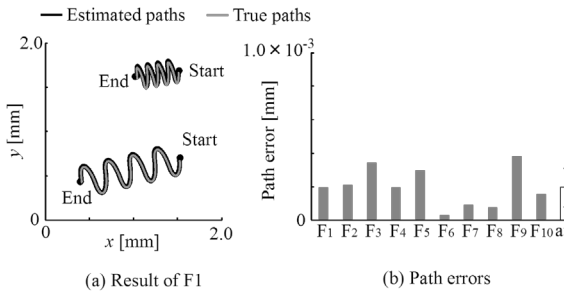 Estimated paths True paths
2.0
Start
End
y [mm]
1.0
Start
End
0
0 x [mm] 2.0
(a) Result of F1
1.0×10-3
Path error [mm]
0
F1 F2 F3 F4 F5 F6 F7 F8 F9 F10
(b) Path errors